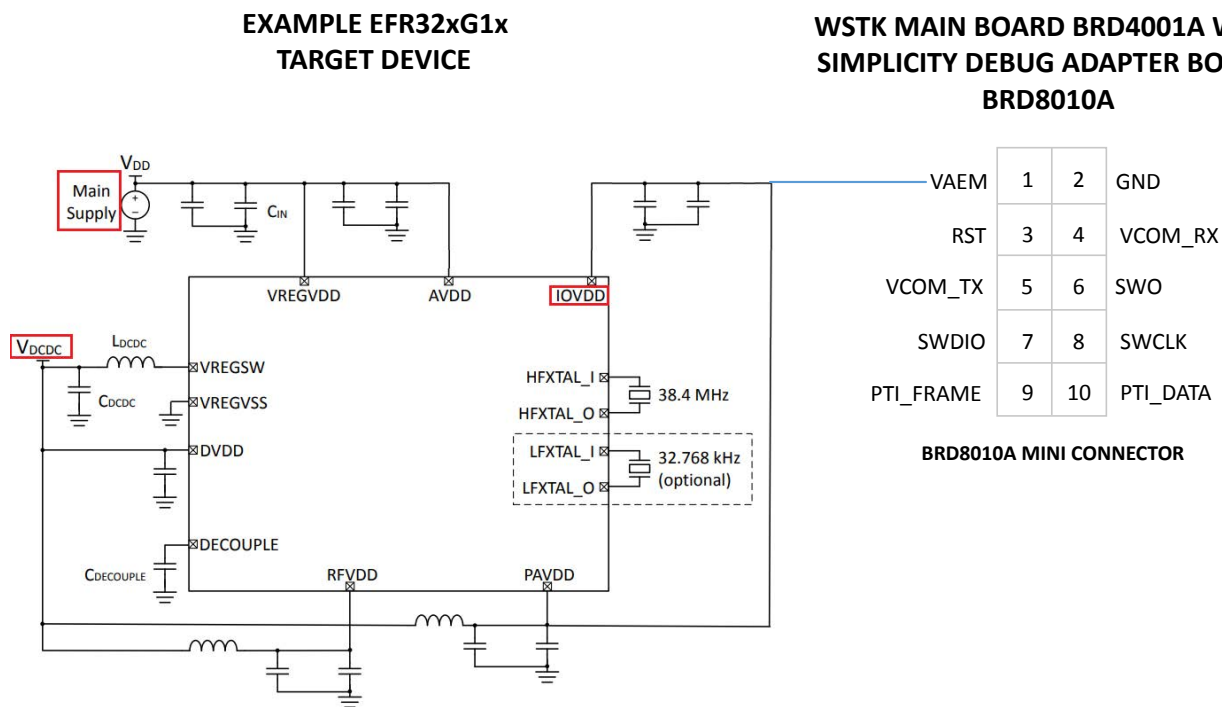 EXAMPLE EFR32xG1x
TARGET DEVICE
WSTK MAIN BOARD BRD4001A
SIMPLICITY DEBUG ADAPTER
BRD8010A
VDD
Main
Supply
+
−
CIN
VREGVDD
AVDD
IOVDD
VDCDC
LDCDC
VREGSW
CDCDC
VREGVSS
DVDD
DECOUPLE
CDECOUPLE
RFVDD
PAVDD
HFXTAL_I
HFXTAL_O
38.4 MHz
LFXTAL_I
LFXTAL_O
32.768 kHz
(optional)
VAEM 1 2 GND
RST 3 4 VCOM_RX
VCOM_TX 5 6 SWO
SWDIO 7 8 SWCLK
PTI_FRAME 9 10 PTI_DATA
BRD8010A MINI CONNECTOR